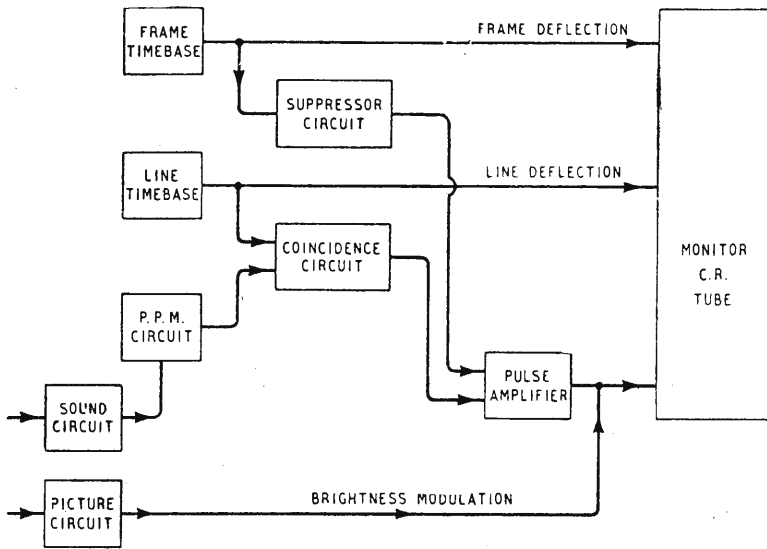 FRAME
TIMEBASE
FRAME DEFLECTION
SUPPRESSOR
CIRCUIT
LINE
TIMEBASE
LINE DEFLECTION
COINCIDENCE
CIRCUIT
MONITOR
C.R.
TUBE
P.P.M.
CIRCUIT
PULSE
AMPLIFIER
SOUND
CIRCUIT
PICTURE
CIRCUIT
BRIGHTNESS MODULATION